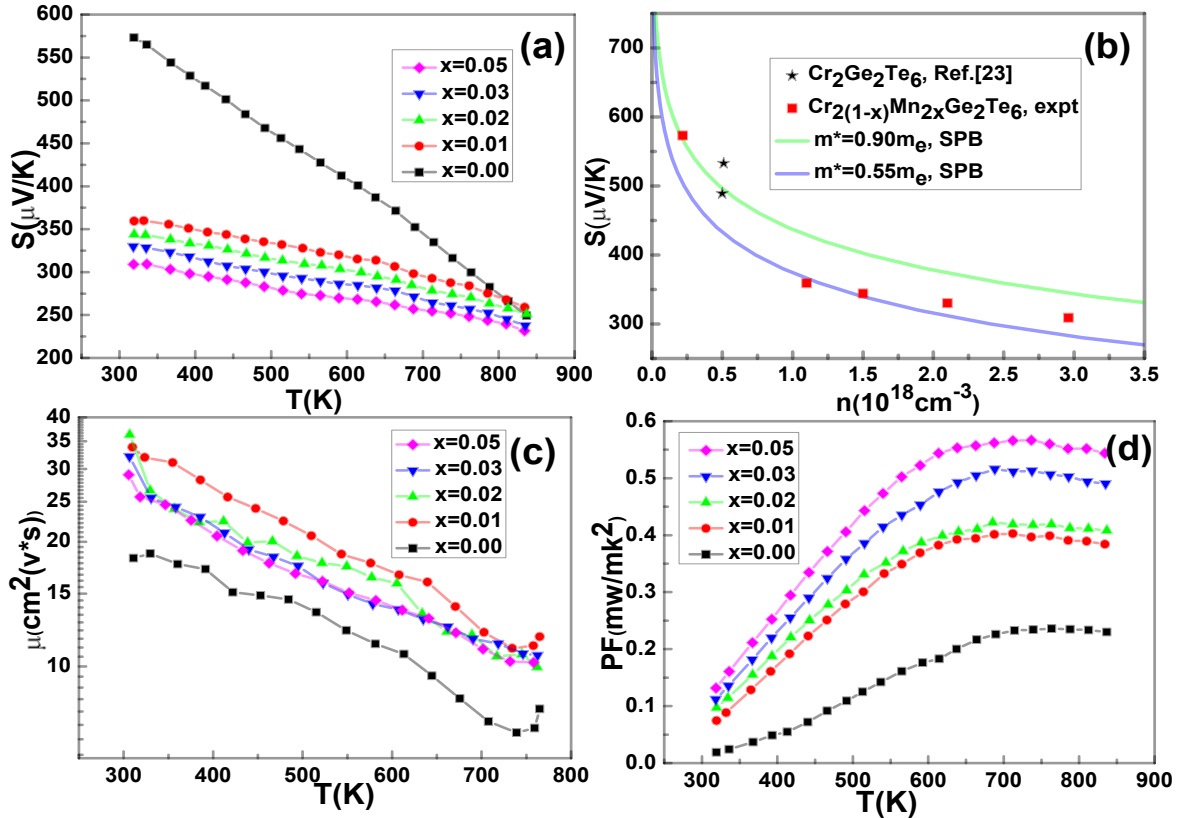 600
550
500
450
400
350
300
250
200
S(μV/K)
(a)
x=0.05
x=0.03
x=0.02
x=0.01
x=0.00
300 400 500 600 700 800 900
T(K)
700
600
500
400
300
S(μV/K)
(b)
Cr2Ge2Te6, Ref.[23]
Cr2(1-x)Mn2xGe2Te6, expt
m*=0.90me, SPB
m*=0.55me, SPB
0.0 0.5 1.0 1.5 2.0 2.5 3.0 3.5
n(10^18cm^-3)
40
35
30
25
20
15
10
μ(cm2(v*s))
(c)
x=0.05
x=0.03
x=0.02
x=0.01
x=0.00
300 400 500 600 700 800
T(K)
0.6
0.5
0.4
0.3
0.2
0.1
0.0
PF(mw/mk2)
(d)
x=0.05
x=0.03
x=0.02
x=0.01
x=0.00
300 400 500 600 700 800 900
T(K)